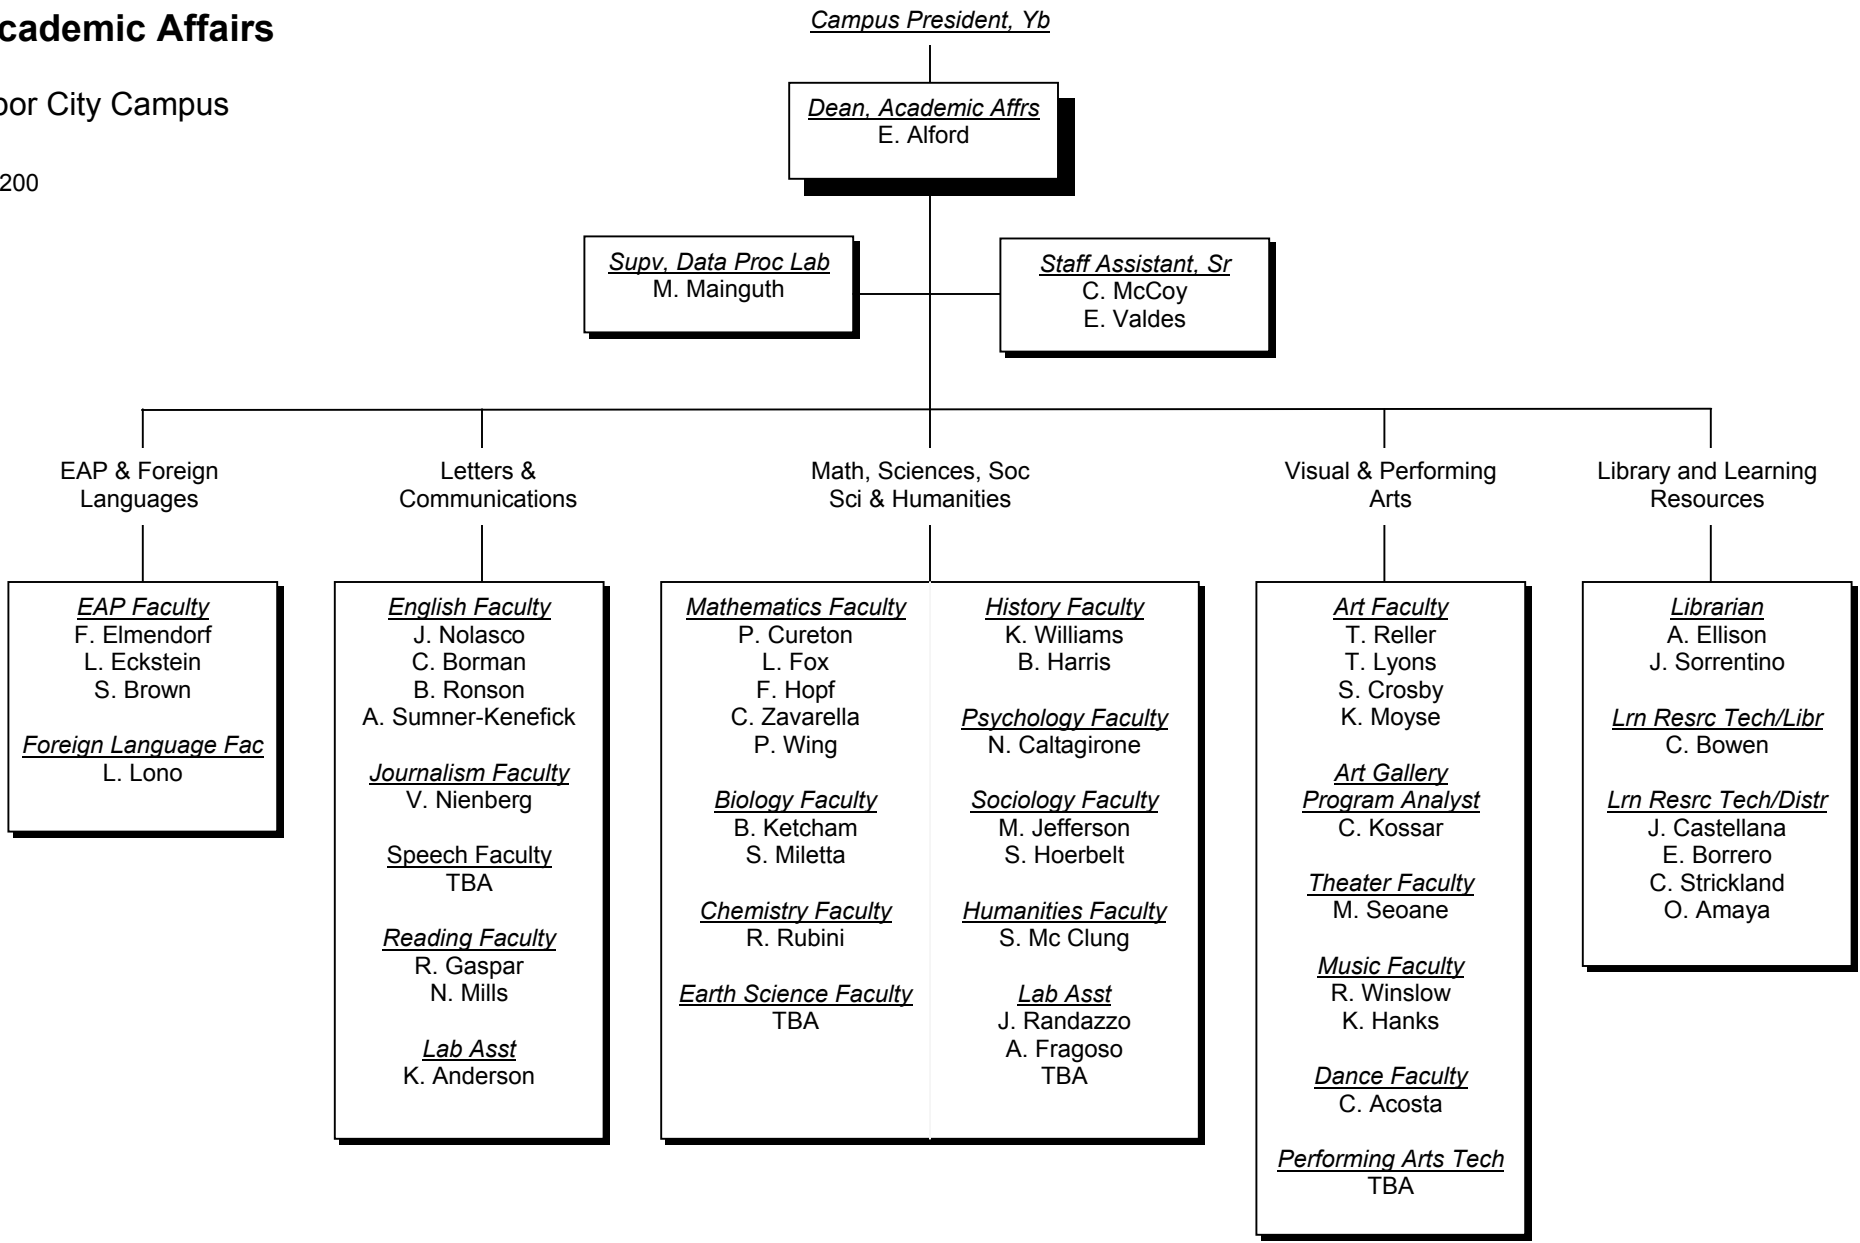 cademic Affairs
oor City Campus
200
Campus President, Yb
Dean, Academic Affrs
E. Alford
Supv, Data Proc Lab
M. Mainguth
Staff Assistant, Sr
C. McCoy
E. Valdes
EAP & Foreign
Languages
Letters &
Communications
Math, Sciences, Soc
Sci & Humanities
Visual & Performing
Arts
Library and Learning
Resources
EAP Faculty
F. Elmendorf
L. Eckstein
S. Brown
Foreign Language Fac
L. Lono
English Faculty
J. Nolasco
C. Borman
B. Ronson
A. Sumner-Kenefick
Journalism Faculty
V. Nienberg
Speech Faculty
TBA
Reading Faculty
R. Gaspar
N. Mills
Lab Asst
K. Anderson
Mathematics Faculty
P. Cureton
L. Fox
F. Hopf
C. Zavarella
P. Wing
Biology Faculty
B. Ketcham
S. Miletta
Chemistry Faculty
R. Rubini
Earth Science Faculty
TBA
History Faculty
K. Williams
B. Harris
Psychology Faculty
N. Caltagirone
Sociology Faculty
M. Jefferson
S. Hoerbelt
Humanities Faculty
S. Mc Clung
Lab Asst
J. Randazzo
A. Fragoso
TBA
Art Faculty
T. Reller
T. Lyons
S. Crosby
K. Moyse
Art Gallery
Program Analyst
C. Kossar
Theater Faculty
M. Seoane
Music Faculty
R. Winslow
K. Hanks
Dance Faculty
C. Acosta
Performing Arts Tech
TBA
Librarian
A. Ellison
J. Sorrentino
Lrn Resrc Tech/Libr
C. Bowen
Lrn Resrc Tech/Distr
J. Castellana
E. Borrero
C. Strickland
O. Amaya